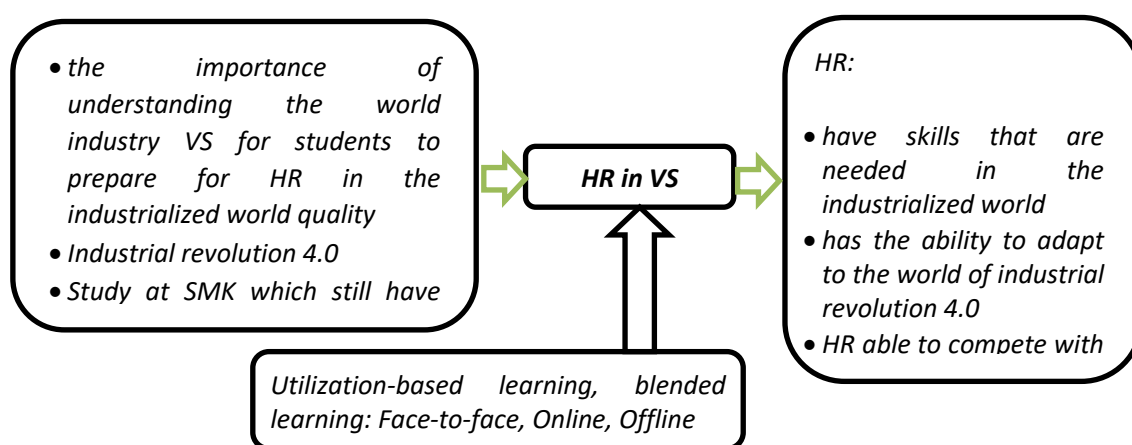 • the importance of
understanding the world
industry VS for students to
prepare for HR in the
industrialized world quality
• Industrial revolution 4.0
• Study at SMK which still have
HR in VS
HR:
• have skills that are
needed in the
industrialized world
• has the ability to adapt
to the world of industrial
revolution 4.0
• HR able to compete with
Utilization-based learning, blended
learning: Face-to-face, Online, Offline